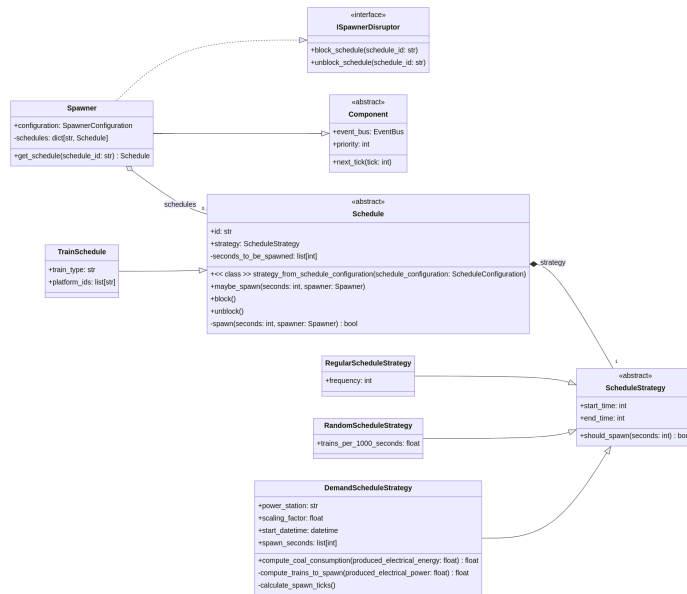 «interface»
ISpawnerDisruptor
+block_schedule(schedule_id: str)
+unblock_schedule(schedule_id: str)
Spawner
+configuration: SpawnerConfiguration
-schedules: dict[str, Schedule]
+get_schedule(schedule_id: str) : Schedule
«abstract»
Component
+event_bus: EventBus
+priority: int
+next_tick(tick: int)
schedules
«abstract»
Schedule
+id: str
+strategy: ScheduleStrategy
-seconds_to_be_spawned: list[int]
+<< class >> strategy_from_schedule_configuration(schedule_configuration: ScheduleConfiguration)
+maybe_spawn(seconds: int, spawner: Spawner)
+block()
+unblock()
-spawn(seconds: int, spawner: Spawner) : bool
TrainSchedule
+train_type: str
+platform_ids: list[str]
strategy
1
RegularScheduleStrategy
+frequency: int
«abstract»
ScheduleStrategy
+start_time: int
+end_time: int
+should_spawn(seconds: int) : bool
RandomScheduleStrategy
+trains_per_1000_seconds: float
DemandScheduleStrategy
+power_station: str
+scaling_factor: float
+start_datetime: datetime
+spawn_seconds: list[int]
+compute_coal_consumption(produced_electrical_energy: float) : float
-compute_trains_to_spawn(produced_electrical_power: float) : float
-calculate_spawn_ticks()